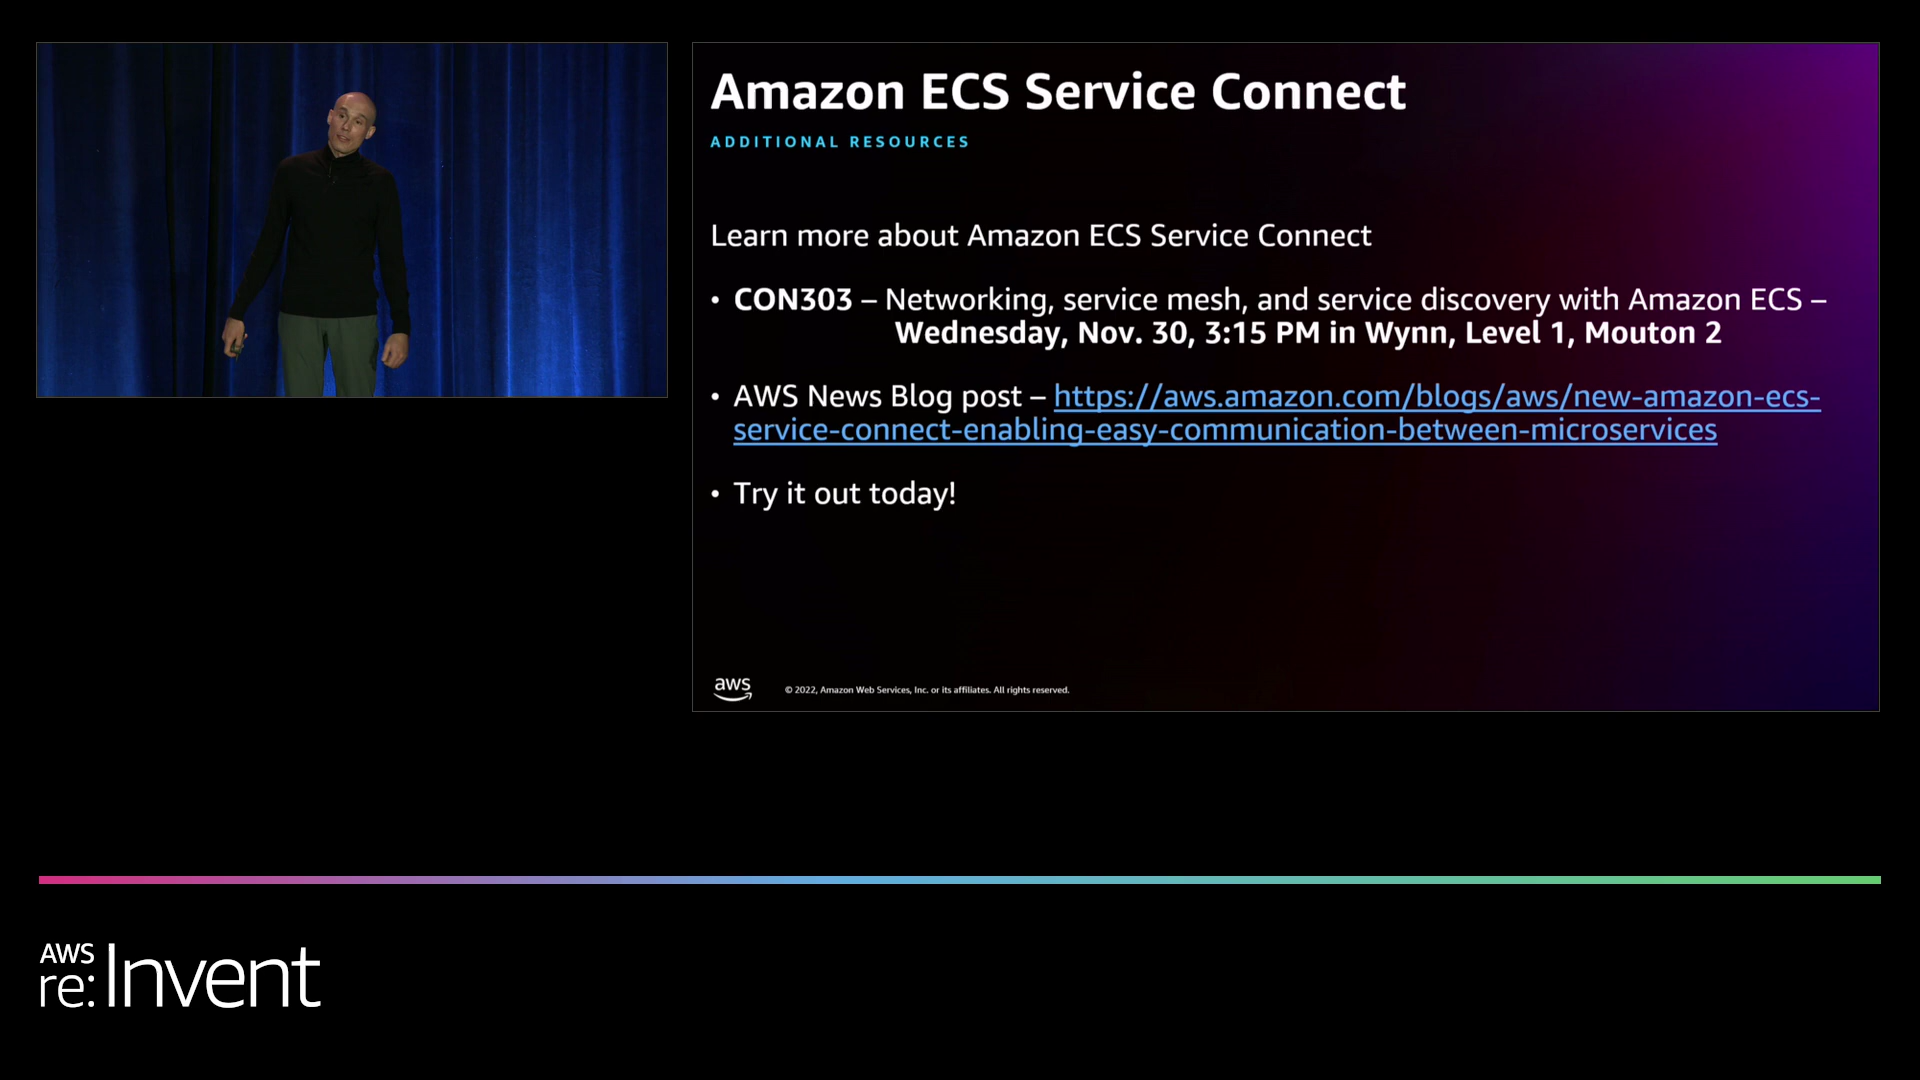 Amazon ECS Service Connect
ADDITIONAL RESOURCES
Learn more about Amazon ECS Service Connect
• CON303 – Networking, service mesh, and service discovery with Amazon ECS –
Wednesday, Nov. 30, 3:15 PM in Wynn, Level 1, Mouton 2
• AWS News Blog post – https://aws.amazon.com/blogs/aws/new-amazon-ecs-
service-connect-enabling-easy-communication-between-microservices
• Try it out today!
aws
© 2022, Amazon Web Services, Inc. or its affiliates. All rights reserved.
AWS
re:Invent